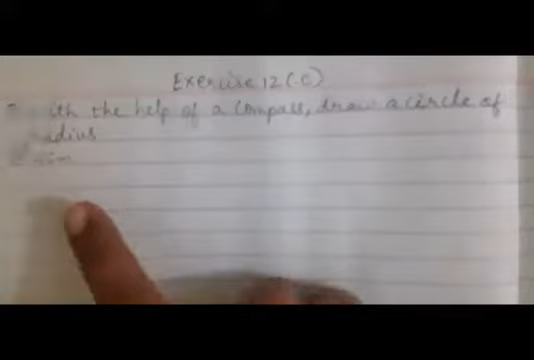 Exercise 12(C)
ith the help of a compass, draw a circle of
adius